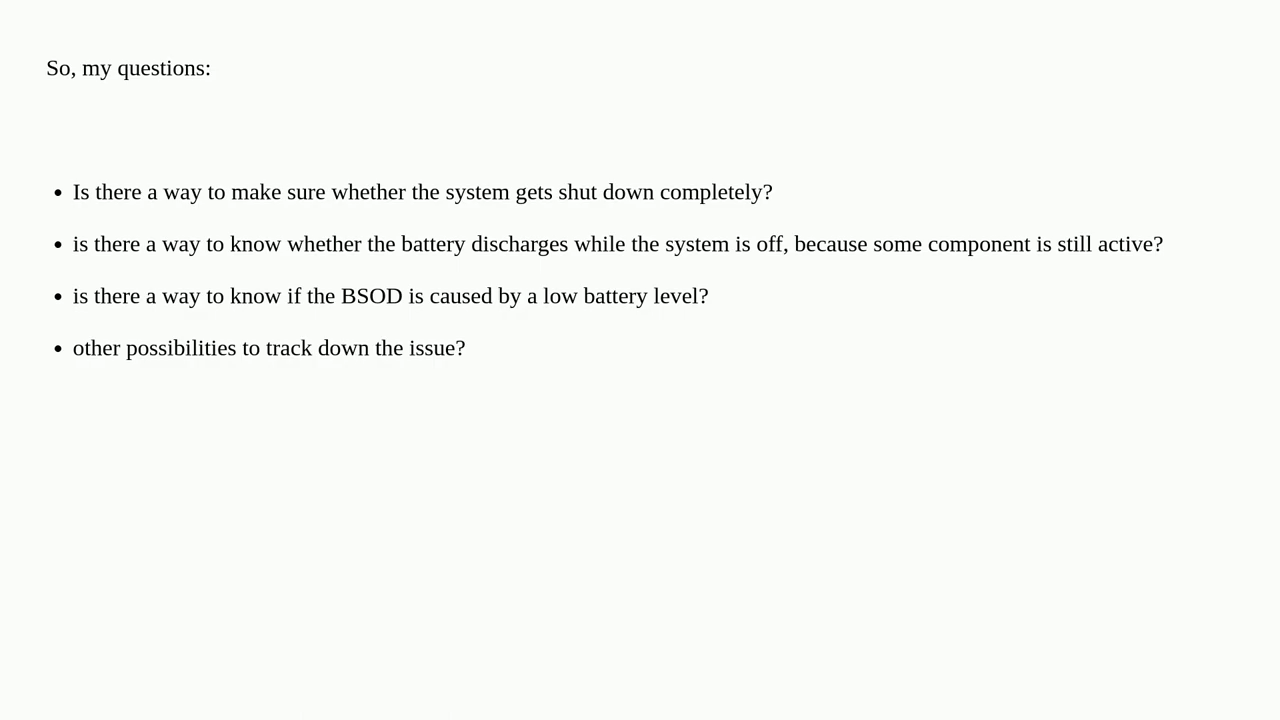 So, my questions:
• Is there a way to make sure whether the system gets shut down completely?
• is there a way to know whether the battery discharges while the system is off, because some component is still active?
• is there a way to know if the BSOD is caused by a low battery level?
• other possibilities to track down the issue?